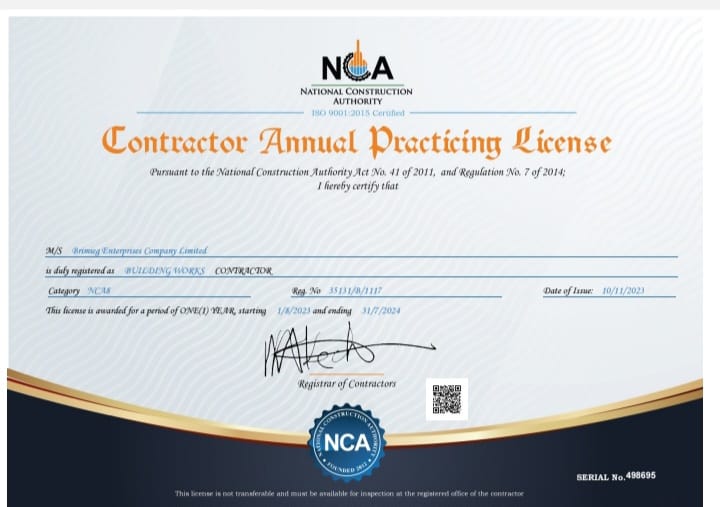 NCA
NATIONAL CONSTRUCTION
AUTHORITY
ISO 9001:2015 Certified
Contractor Annual Practicing License
Pursuant to the National Construction Authority Act No. 41 of 2011, and Regulation No. 7 of 2014;
I hereby certify that
M/S Brimug Enterprises Company Limited
is duly registered as BUILDING WORKS CONTRACTOR
Category NCA8 Reg. No 35131/B/1117 Date of Issue: 10/11/2023
This license is awarded for a period of ONE(1) YEAR, starting 1/8/2023 and ending 31/7/2024
Registrar of Contractors
NATIONAL CONSTRUCTION AUTHORITY
NCA
FOUNDED 2012
SERIAL No.498695
This license is not transferable and must be available for inspection at the registered office of the contractor